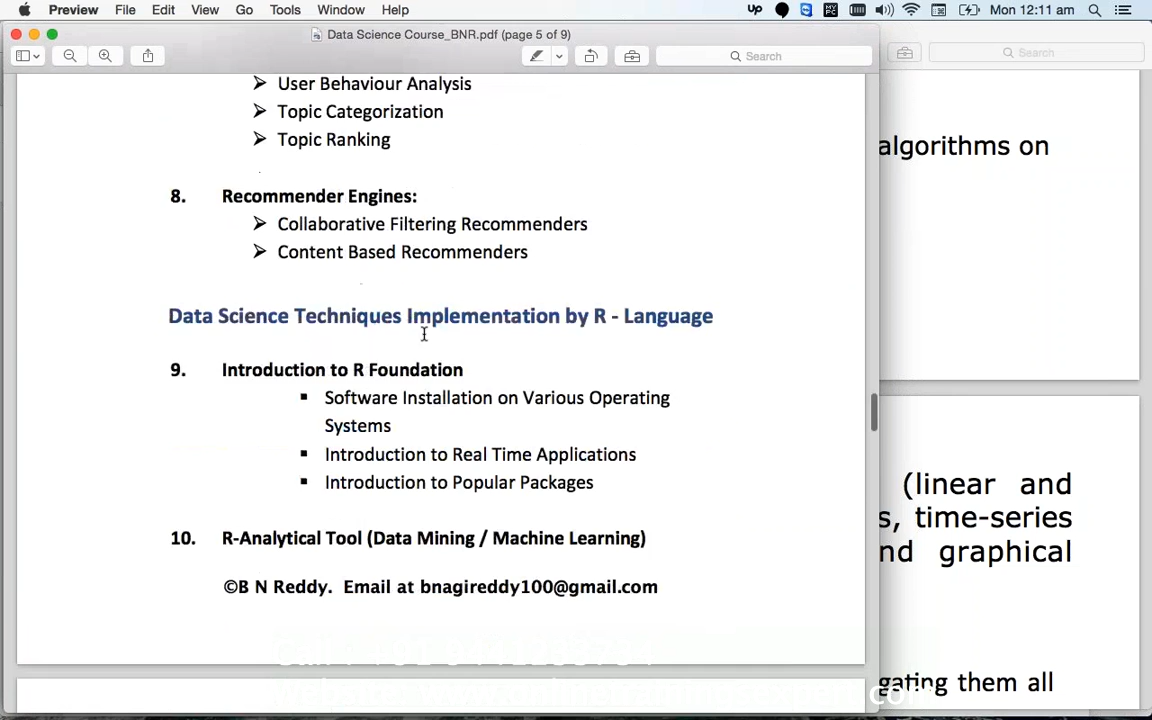 Preview File Edit View Go Tools Window Help UP MY PC Mon 12:11 am
Data Science Course_BNR.pdf (page 5 of 9)
Search
Search
User Behaviour Analysis
Topic Categorization
Topic Ranking
8. Recommender Engines:
Collaborative Filtering Recommenders
Content Based Recommenders
Data Science Techniques Implementation by R - Language
9. Introduction to R Foundation
Software Installation on Various Operating
Systems
Introduction to Real Time Applications
Introduction to Popular Packages
10. R-Analytical Tool (Data Mining / Machine Learning)
©B N Reddy. Email at bnagireddy100@gmail.com
algorithms on
(linear and
s, time-series
nd graphical
gating them all